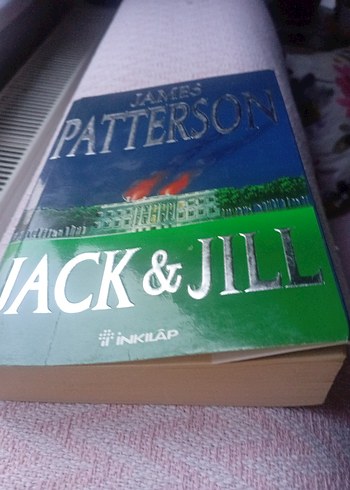 JAMES
PATTERSON
JACK & JILL
İNKILÂP